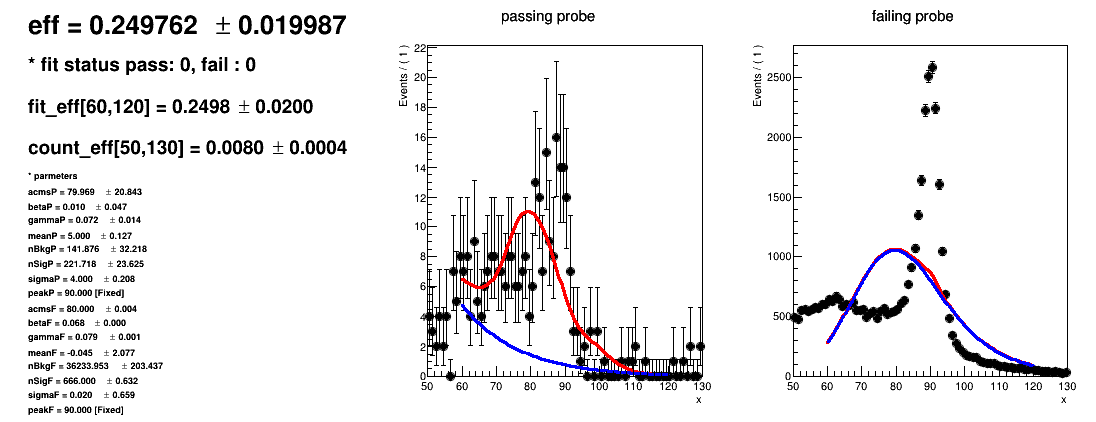 eff = 0.249762 ± 0.019987
* fit status pass: 0, fail : 0
fit_eff[60,120] = 0.2498 ± 0.0200
count_eff[50,130] = 0.0080 ± 0.0004
* parmeters
acmsP = 79.969 ± 20.843
betaP = 0.010 ± 0.047
gammaP = 0.072 ± 0.014
meanP = 5.000 ± 0.127
nBkgP = 141.876 ± 32.218
nSigP = 221.718 ± 23.625
sigmaP = 4.000 ± 0.208
peakP = 90.000 [Fixed]
acmsF = 80.000 ± 0.004
betaF = 0.068 ± 0.000
gammaF = 0.079 ± 0.001
meanF = -0.045 ± 2.077
nBkgF = 36233.953 ± 203.437
nSigF = 666.000 ± 0.632
sigmaF = 0.020 ± 0.659
peakF = 90.000 [Fixed]
passing probe
Events / ( 1 )
22
20
18
16
14
12
10
8
6
4
2
0
50 60 70 80 90 100 110 120 130
x
failing probe
Events / ( 1 )
2500
2000
1500
1000
500
0
50 60 70 80 90 100 110 120 130
x